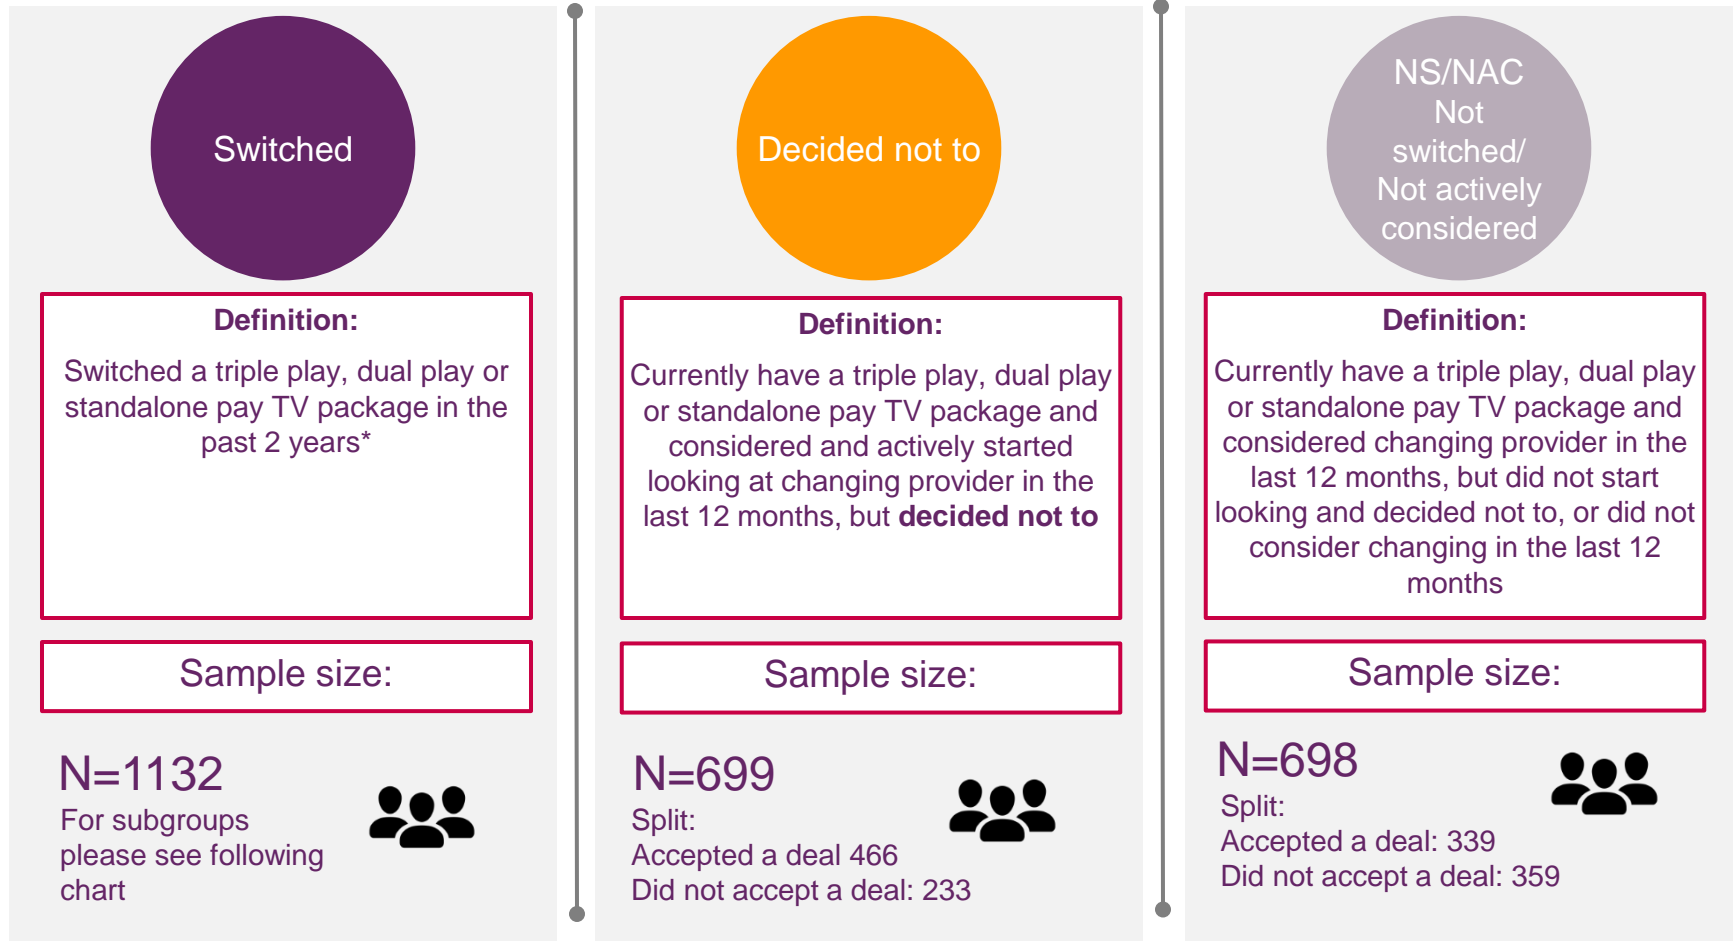 Switched
Definition:
Switched a triple play, dual play or
standalone pay TV package in the
past 2 years*
Sample size:
N=1132
For subgroups
please see following
chart
Decided not to
Definition:
Currently have a triple play, dual play
or standalone pay TV package and
considered and actively started
looking at changing provider in the
last 12 months, but decided not to
Sample size:
N=699
Split:
Accepted a deal 466
Did not accept a deal: 233
NS/NAC
Not
switched/
Not actively
considered
Definition:
Currently have a triple play, dual play
or standalone pay TV package and
considered changing provider in the
last 12 months, but did not start
looking and decided not to, or did not
consider changing in the last 12
months
Sample size:
N=698
Split:
Accepted a deal: 339
Did not accept a deal: 359